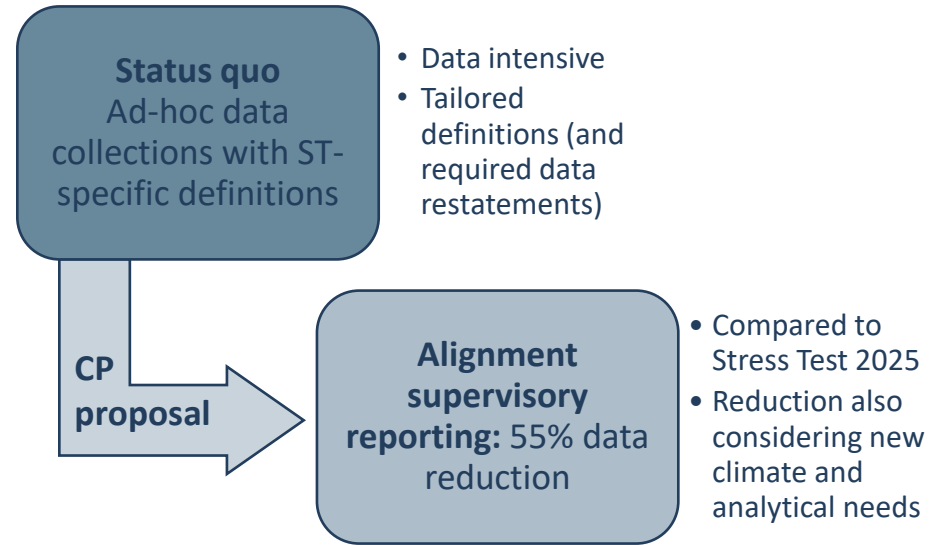 Status quo
Ad-hoc data
collections with ST-
specific definitions
• Data intensive
• Tailored
definitions (and
required data
restatements)
CP
proposal
Alignment
supervisory
reporting: 55% data
reduction
• Compared to
Stress Test 2025
• Reduction also
considering new
climate and
analytical needs